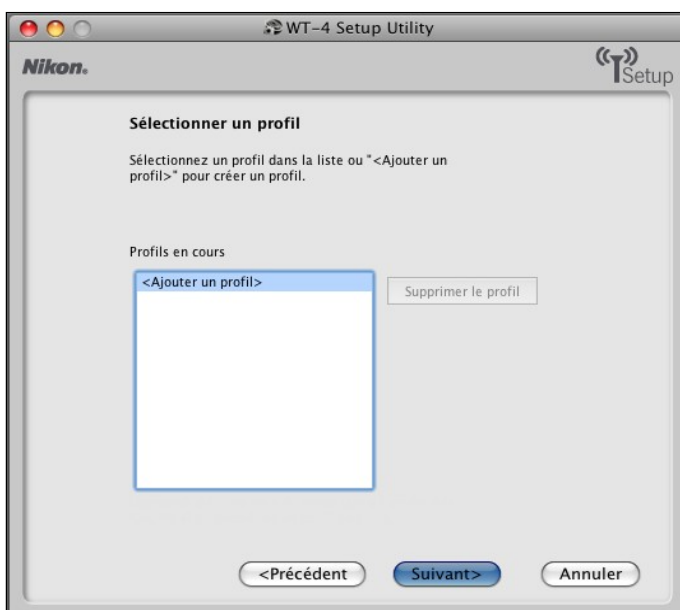 WT-4 Setup Utility
Nikon.
Setup
Sélectionner un profil
Sélectionnez un profil dans la liste ou "<Ajouter un
profil>" pour créer un profil.
Profils en cours
<Ajouter un profil>
Supprimer le profil
<Précédent
Suivant>
Annuler